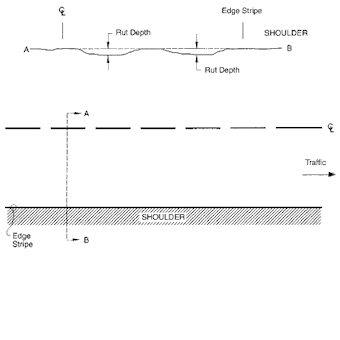 ℄
Edge Stripe
SHOULDER
Rut Depth
A
B
Rut Depth
A
℄
Traffic
SHOULDER
Edge
Stripe
B